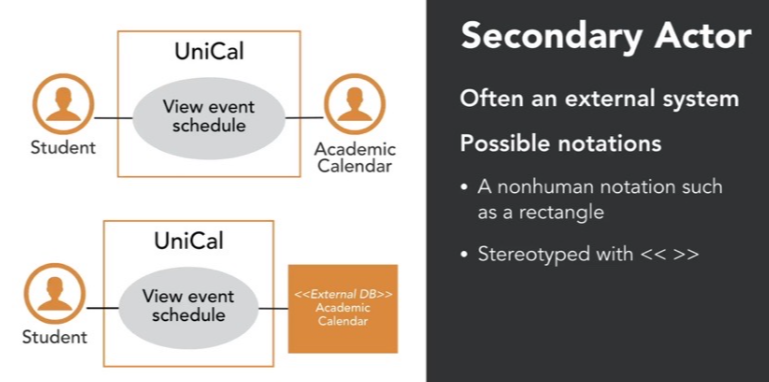 UniCal
View event
schedule
Student
Academic
Calendar
UniCal
View event
schedule
Student
<<External DB>>
Academic
Calendar
Secondary Actor
Often an external system
Possible notations
• A nonhuman notation such
as a rectangle
• Stereotyped with << >>